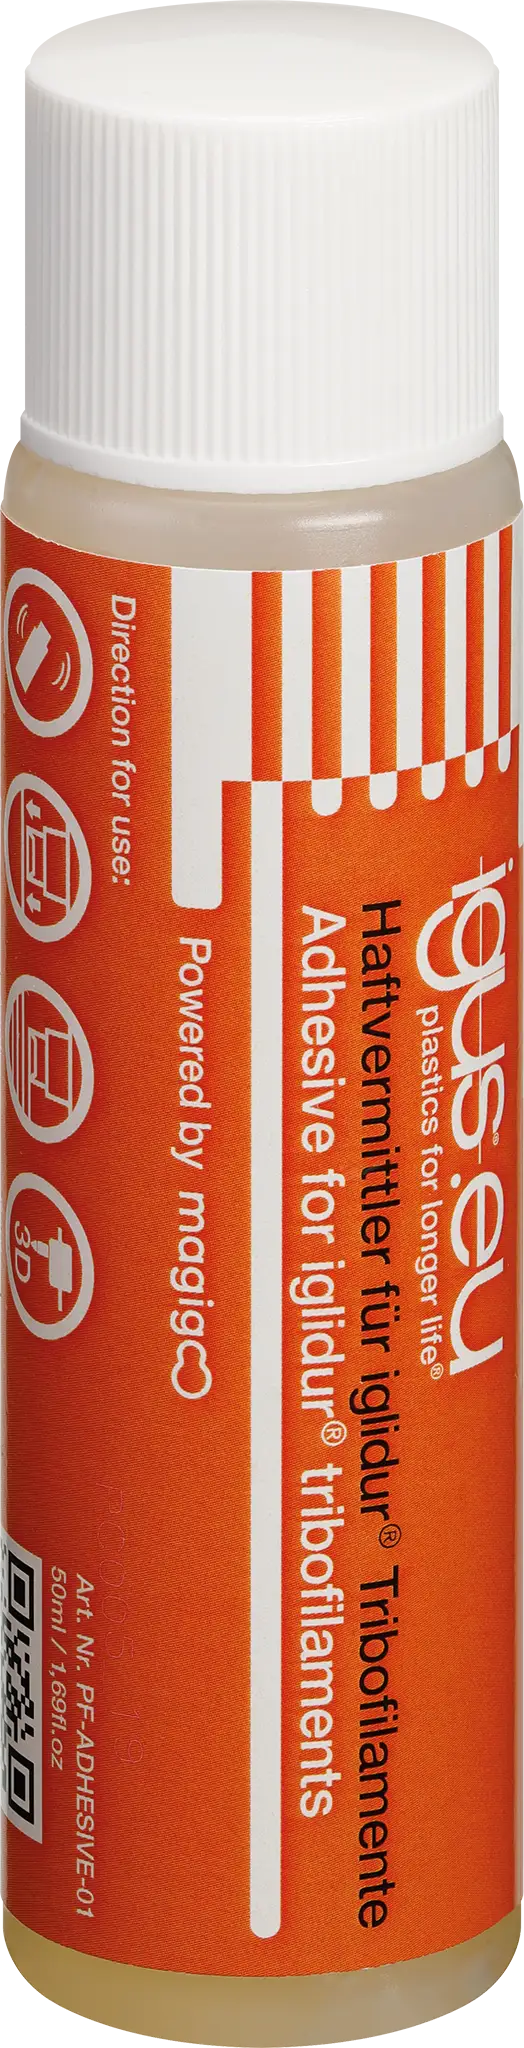 igus®.eu
plastics for longer life®
Haftvermittler für iglidur® Tribofilamente
Adhesive for iglidur® tribofilaments
Powered by magigoo
Direction for use:
3D
Art. Nr. PF-ADHESIVE-01
50ml / 1,69fl.oz